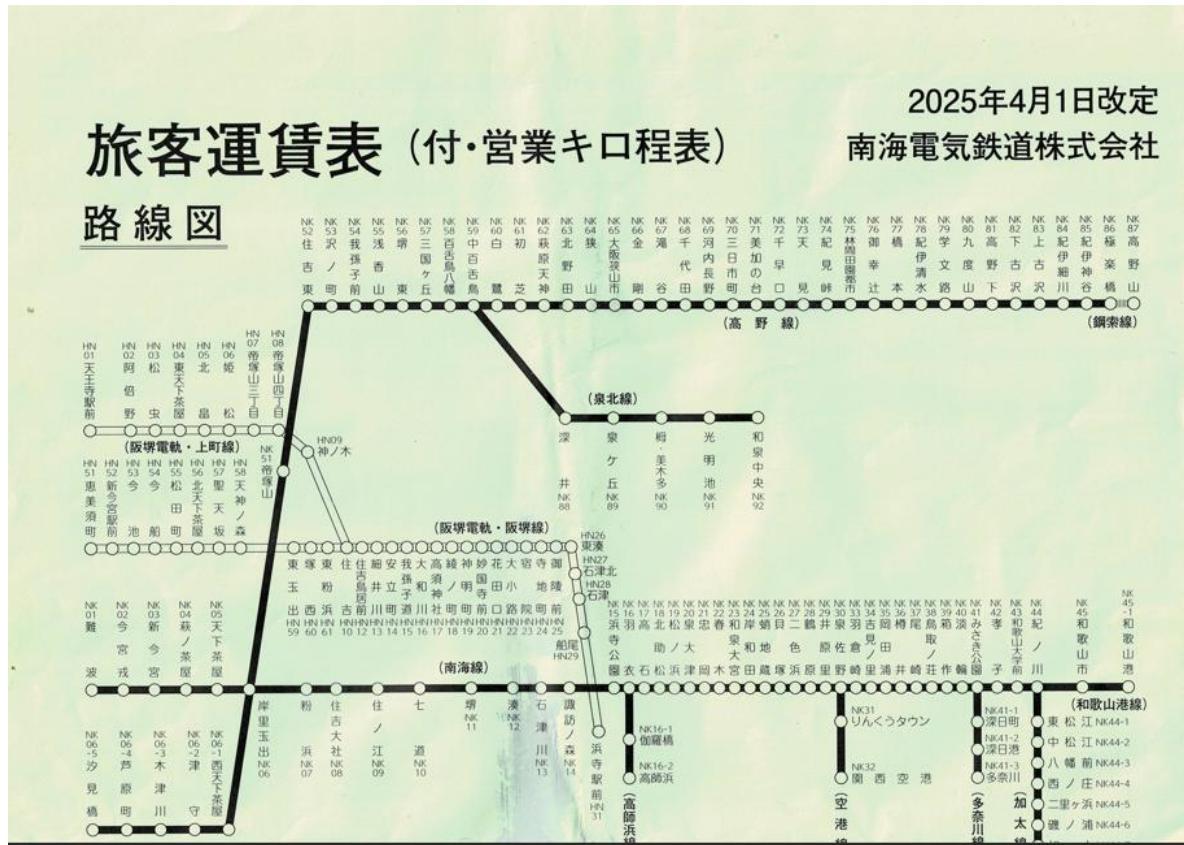 2025年4月1日改定
旅客運賃表(付・営業キロ程表)
南海電気鉄道株式会社
路線図
NK52 住吉東
NK53 沢ノ町
NK54 我孫子前
NK55 浅香山
NK56 堺東
NK57 三国ヶ丘
NK58 百舌鳥八幡
NK59 中百舌鳥
NK60 白鷺
NK61 初芝
NK62 萩原天神
NK63 北野田
NK64 狭山
NK65 大阪狭山市
NK66 金剛
NK67 滝谷
NK68 千代田
NK69 河内長野
NK70 三日市町
NK71 美加の台
NK72 千早口
NK73 天見
NK74 紀見峠
NK75 林間田園都市
NK76 御幸辻
NK77 橋本
NK78 紀伊清水
NK79 学文路
NK80 九度山
NK81 高野下
NK82 下古沢
NK83 上古沢
NK84 紀伊細川
NK85 紀伊神谷
NK86 極楽橋
NK87 高野山
(高野線)
(鋼索線)
HN01 天王寺駅前
HN02 阿倍野
HN03 松虫
HN04 東天下茶屋
HN05 北畠
HN06 姫松
HN07 帝塚山三丁目
HN08 帝塚山四丁目
(泉北線)
(阪堺電軌・上町線)
HN09
神ノ木
深井 NK88
泉ケ丘 NK89
栂・美木多 NK90
光明池 NK91
和泉中央 NK92
HN51 恵美須町
HN52 新今宮駅前
HN53 今池
HN54 今船
HN55 松田町
HN56 北天下茶屋
HN57 聖天坂
HN58 天神ノ森
NK51 帝塚山
(阪堺電軌・阪堺線)
東玉出 HN59
塚西 HN60
東粉浜 HN61
住吉 HN10
住吉鳥居前 HN12
細井川 HN13
安立町 HN14
我孫子道 HN15
大和川 HN16
高須神社 HN17
綾ノ町 HN18
神明町 HN19
妙国寺前 HN20
花田口 HN21
大小路 HN22
宿院 HN23
寺地町 HN24
御陵前 HN25
HN26
東湊
HN27
石津北
HN28
石津
船尾
HN29
浜寺駅前 HN31
NK01 難波
NK02 今宮戎
NK03 新今宮
NK04 萩ノ茶屋
NK05 天下茶屋
(南海線)
岸里玉出 NK06
粉浜 NK07
住吉大社 NK08
住ノ江 NK09
七道 NK10
堺 NK11
湊 NK12
石津川 NK13
諏訪ノ森 NK14
NK15 浜寺公園
NK16 羽衣
NK17 高石
NK18 北助松
NK19 松ノ浜
NK20 泉大津
NK21 忠岡
NK22 春木
NK23 和泉大宮
NK24 岸和田
NK25 蛸地蔵
NK26 貝塚
NK27 二色浜
NK28 鶴原
NK29 井原里
NK30 泉佐野
NK33 羽倉崎
NK34 吉見ノ里
NK35 岡田浦
NK36 樽井
NK37 尾崎
NK38 鳥取ノ荘
NK39 箱作
NK40 淡輪
NK41 みさき公園
NK42 孝子
NK43 和歌山大学前
NK44 紀ノ川
NK45 和歌山市
NK45-1 和歌山港
(和歌山港線)
NK06-5 汐見橋
NK06-4 芦原町
NK06-3 木津川
NK06-2 津守
NK06-1 西天下茶屋
NK16-1
伽羅橋
NK16-2
高師浜
(高師浜線
NK31
りんくうタウン
NK32
関西空港
(空港線
NK41-1
深日町
NK41-2
深日港
NK41-3
多奈川
(多奈川線
(加太線
東松江 NK44-1
中松江 NK44-2
八幡前 NK44-3
西ノ庄 NK44-4
二里ヶ浜 NK44-5
磯ノ浦 NK44-6